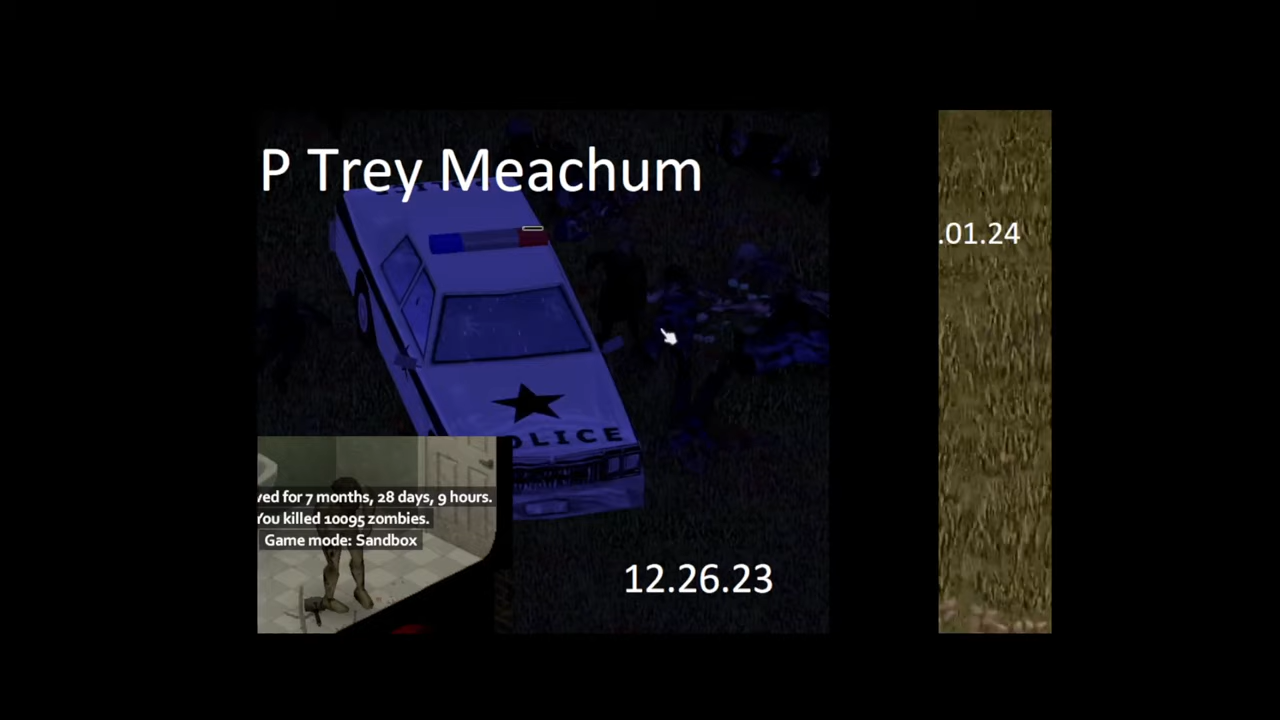 P Trey Meachum
.01.24
OLICE
ved for 7 months, 28 days, 9 hours.
You killed 10095 zombies.
Game mode: Sandbox
12.26.23